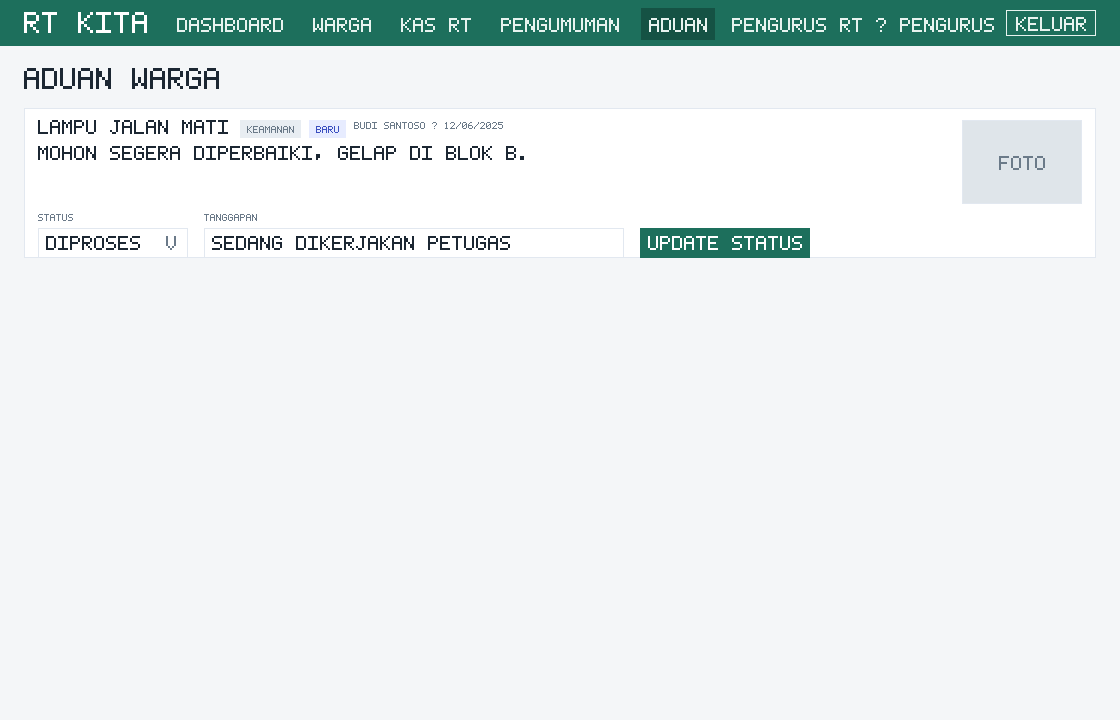 RT KITA DASHBOARD WARGA KAS RT PENGUMUMAN ADUAN PENGURUS RT ? PENGURUS KELUAR
ADUAN WARGA
LAMPU JALAN MATI KEAMANAN BARU BUDI SANTOSO ? 12/06/2025
MOHON SEGERA DIPERBAIKI, GELAP DI BLOK B.
FOTO
STATUS TANGGAPAN
DIPROSES V SEDANG DIKERJAKAN PETUGAS UPDATE STATUS